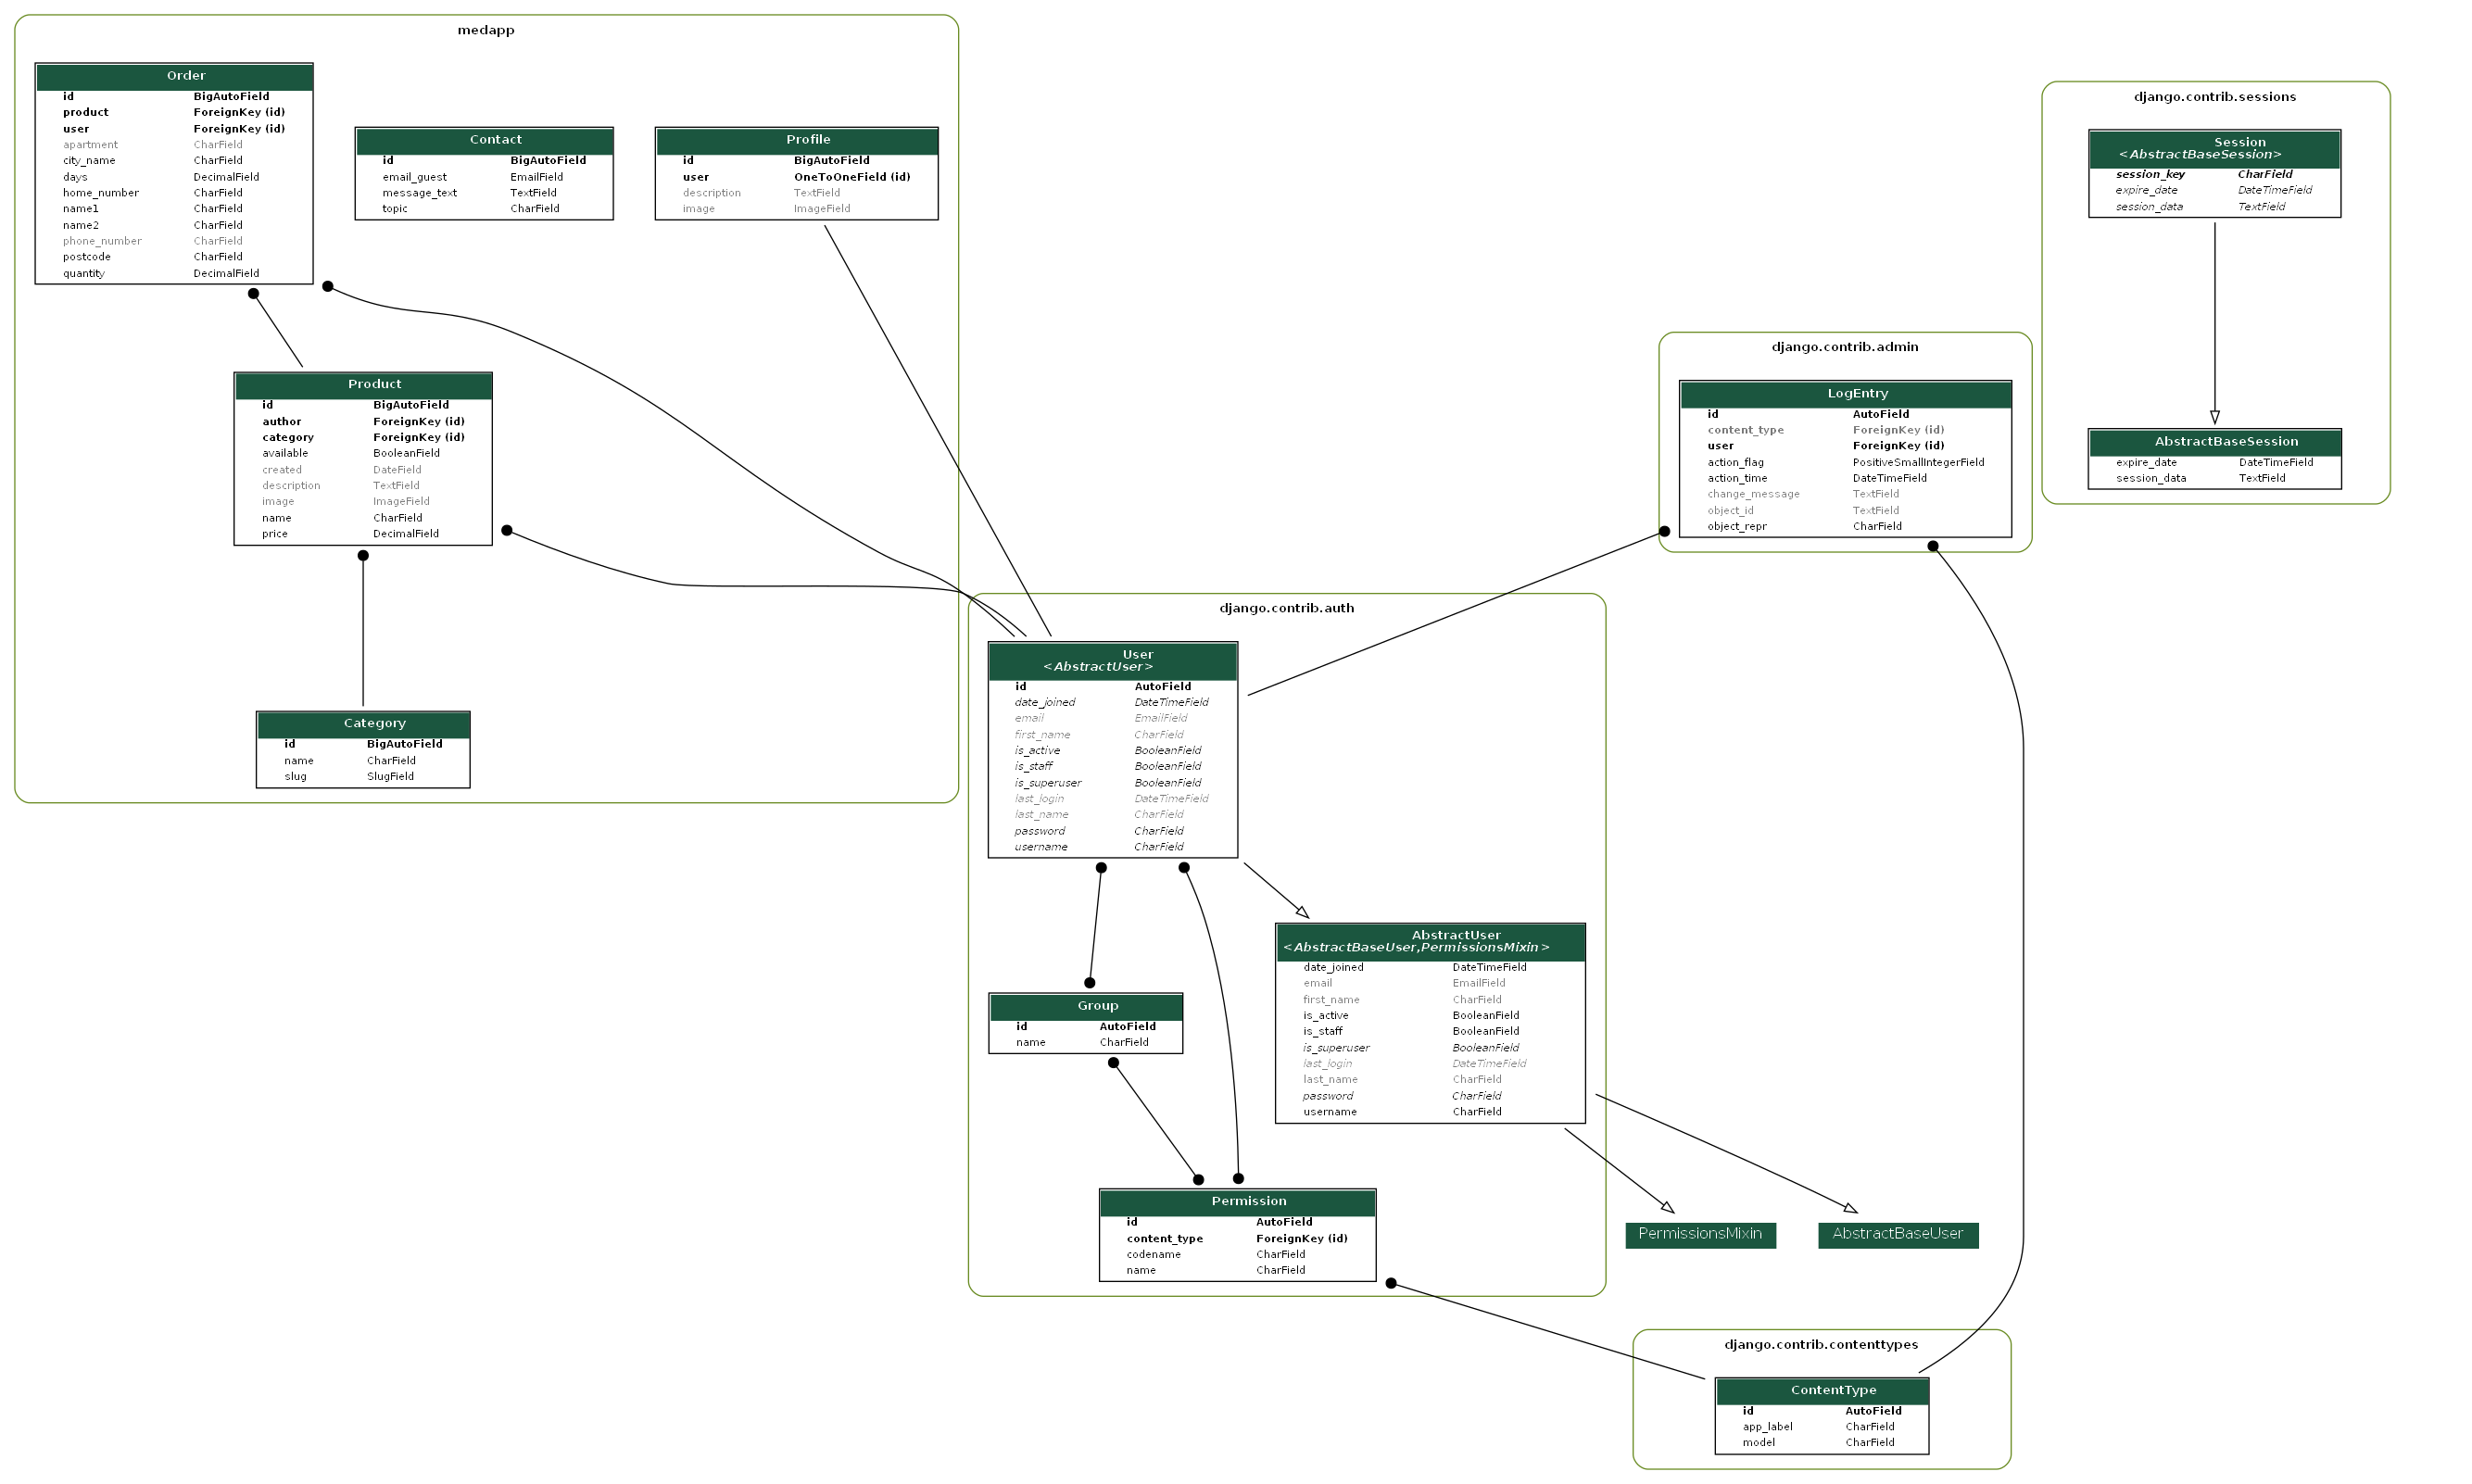 medapp
Order
id BigAutoField
product ForeignKey (id)
user ForeignKey (id)
apartment CharField
city_name CharField
days DecimalField
home_number CharField
name1 CharField
name2 CharField
phone_number CharField
postcode CharField
quantity DecimalField
Contact
id BigAutoField
email_guest EmailField
message_text TextField
topic CharField
Profile
id BigAutoField
user OneToOneField (id)
description TextField
image ImageField
Product
id BigAutoField
author ForeignKey (id)
category ForeignKey (id)
available BooleanField
created DateField
description TextField
image ImageField
name CharField
price DecimalField
Category
id BigAutoField
name CharField
slug SlugField
django.contrib.sessions
Session
<AbstractBaseSession>
session_key CharField
expire_date DateTimeField
session_data TextField
AbstractBaseSession
expire_date DateTimeField
session_data TextField
django.contrib.admin
LogEntry
id AutoField
content_type ForeignKey (id)
user ForeignKey (id)
action_flag PositiveSmallIntegerField
action_time DateTimeField
change_message TextField
object_id TextField
object_repr CharField
django.contrib.auth
User
<AbstractUser>
id AutoField
date_joined DateTimeField
email EmailField
first_name CharField
is_active BooleanField
is_staff BooleanField
is_superuser BooleanField
last_login DateTimeField
last_name CharField
password CharField
username CharField
AbstractUser
<AbstractBaseUser,PermissionsMixin>
date_joined DateTimeField
email EmailField
first_name CharField
is_active BooleanField
is_staff BooleanField
is_superuser BooleanField
last_login DateTimeField
last_name CharField
password CharField
username CharField
Group
id AutoField
name CharField
Permission
id AutoField
content_type ForeignKey (id)
codename CharField
name CharField
PermissionsMixin
AbstractBaseUser
django.contrib.contenttypes
ContentType
id AutoField
app_label CharField
model CharField